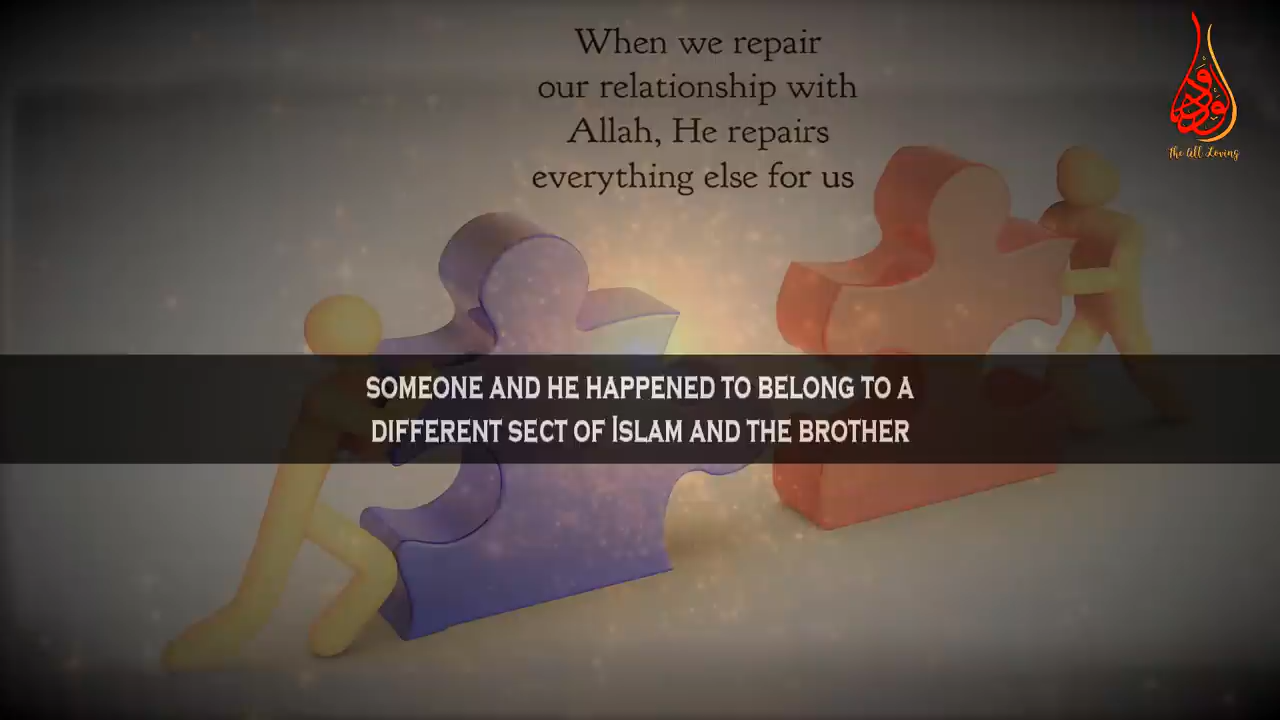 When we repair
our relationship with
Allah, He repairs
everything else for us
الودود
The All Loving
SOMEONE AND HE HAPPENED TO BELONG TO A
DIFFERENT SECT OF ISLAM AND THE BROTHER